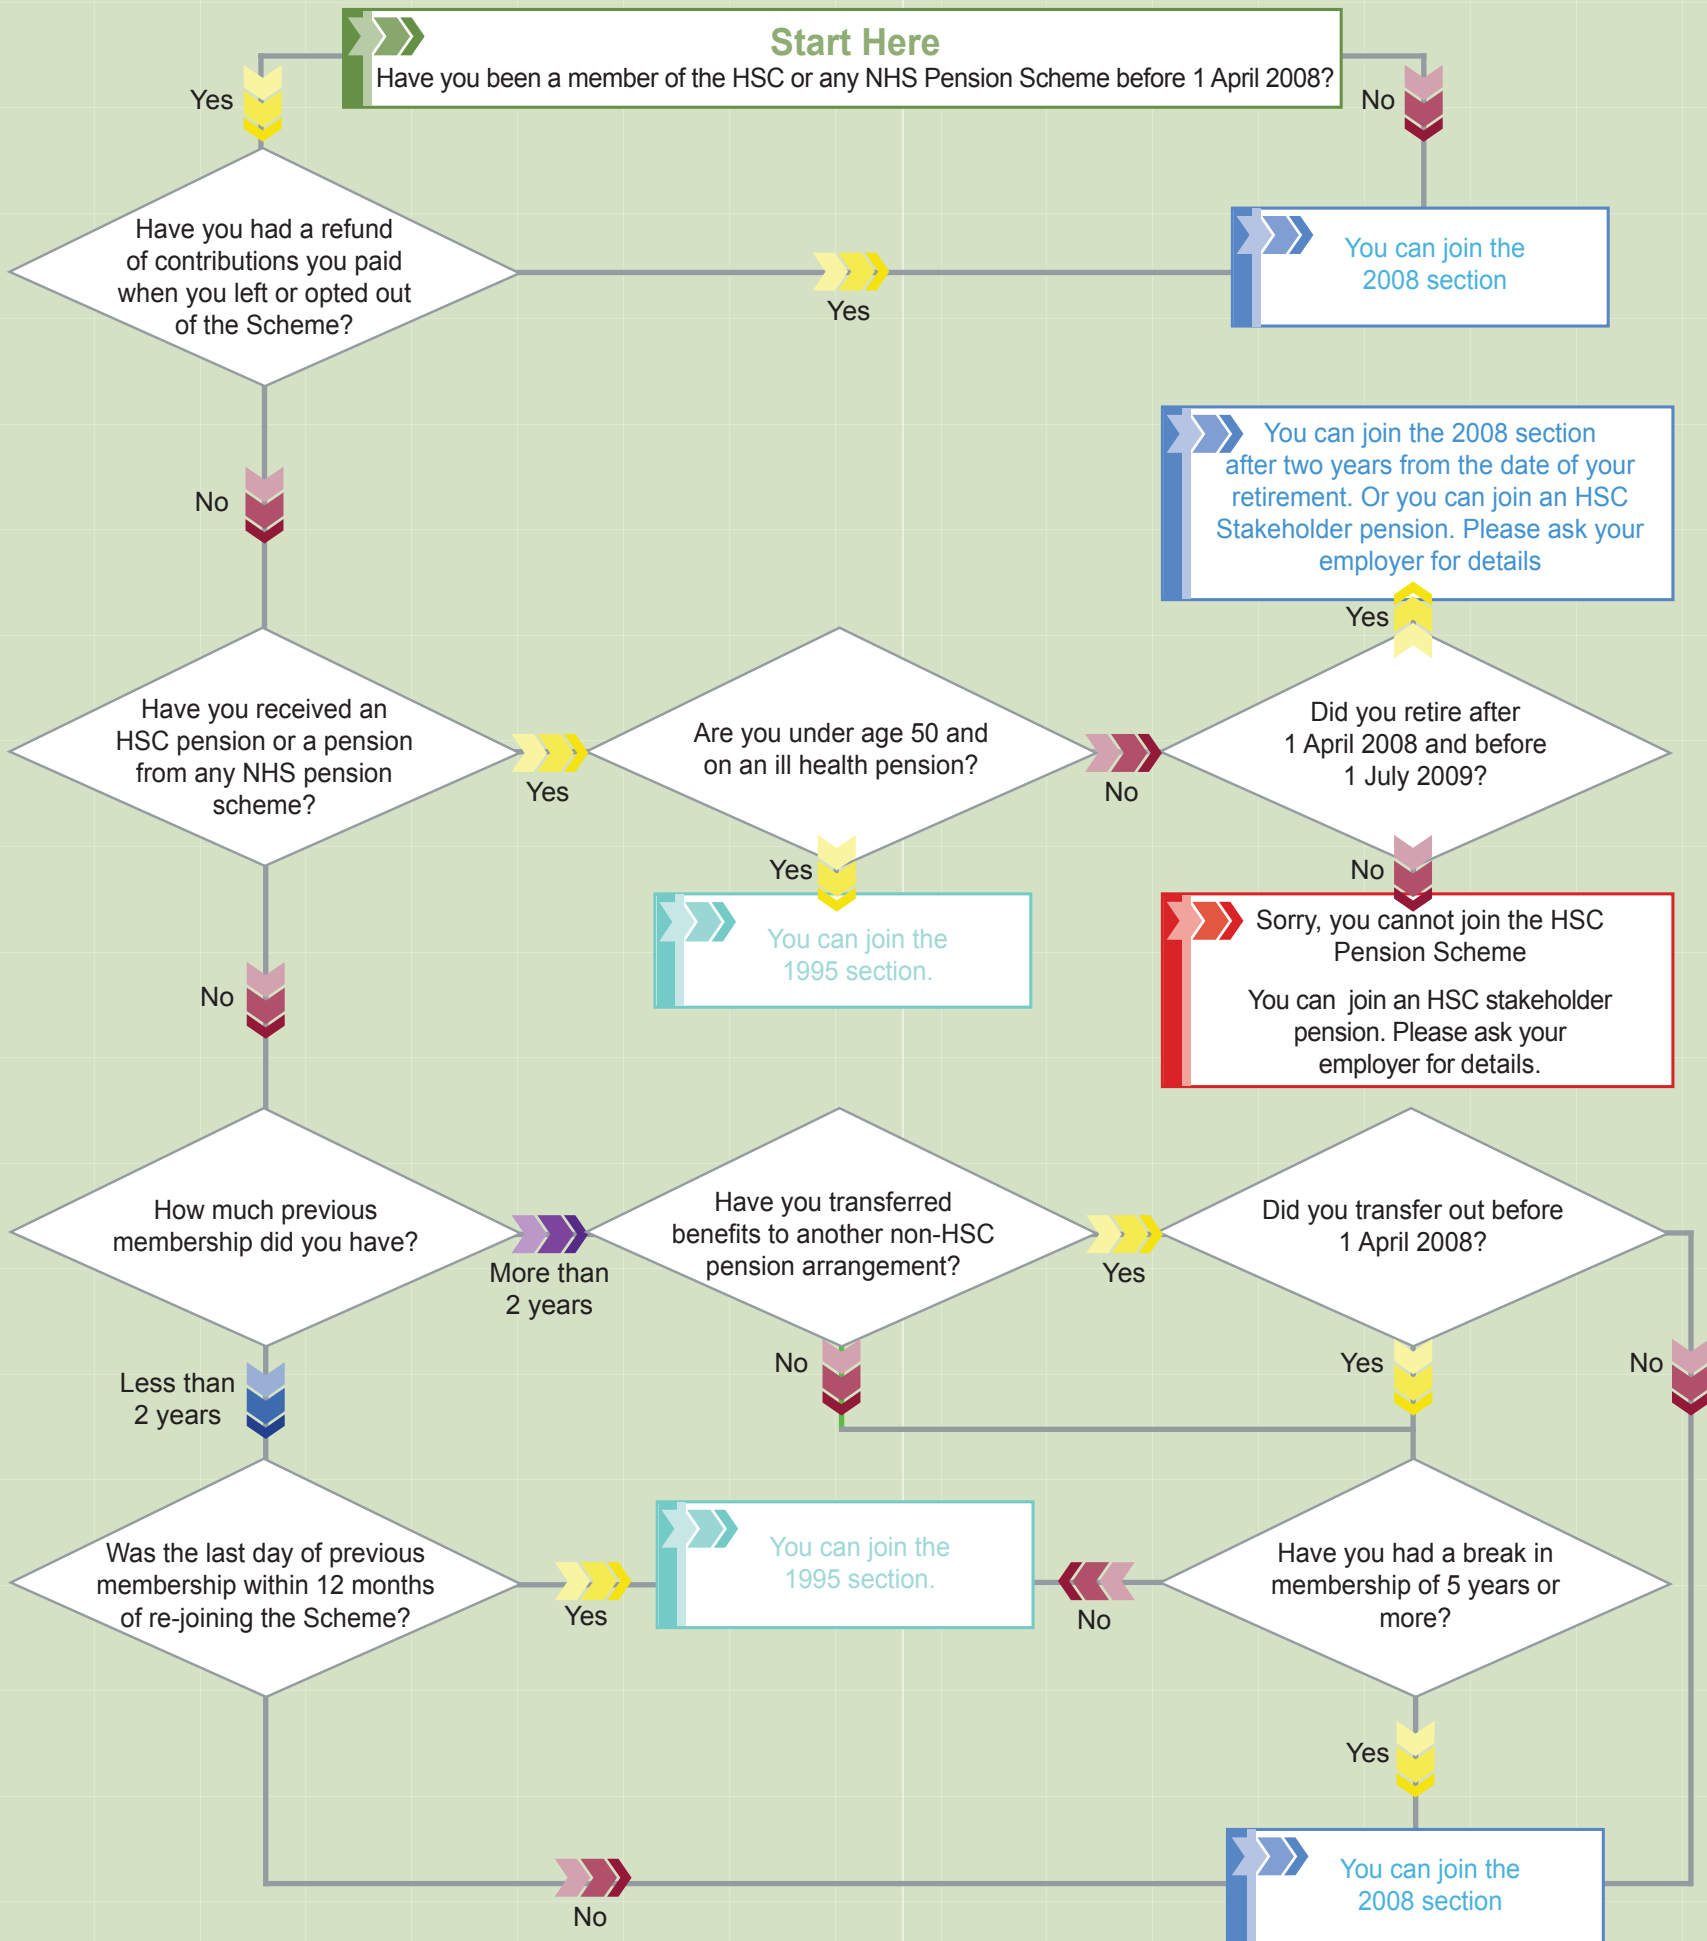 Start Here
Have you been a member of the HSC or any NHS Pension Scheme before 1 April 2008?
Yes
No
Have you had a refund
of contributions you paid
when you left or opted out
of the Scheme?
Yes
You can join the
2008 section
No
You can join the 2008 section
after two years from the date of your
retirement. Or you can join an HSC
Stakeholder pension. Please ask your
employer for details
Yes
Have you received an
HSC pension or a pension
from any NHS pension
scheme?
Yes
Are you under age 50 and
on an ill health pension?
No
Did you retire after
1 April 2008 and before
1 July 2009?
Yes
You can join the
1995 section.
No
Sorry, you cannot join the HSC
Pension Scheme
You can join an HSC stakeholder
pension. Please ask your
employer for details.
No
How much previous
membership did you have?
More than
2 years
Have you transferred
benefits to another non-HSC
pension arrangement?
Yes
Did you transfer out before
1 April 2008?
Less than
2 years
No
Yes
No
Was the last day of previous
membership within 12 months
of re-joining the Scheme?
Yes
You can join the
1995 section.
No
Have you had a break in
membership of 5 years or
more?
Yes
No
You can join the
2008 section